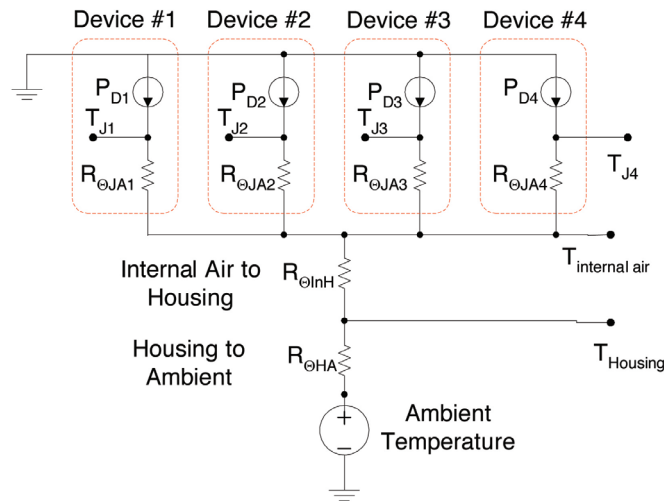 Device #1 Device #2 Device #3 Device #4
PD1 PD2 PD3 PD4
TJ1 TJ2 TJ3 TJ4
RΘJA1 RΘJA2 RΘJA3 RΘJA4
Tinternal air
Internal Air to
Housing
RΘInH
THousing
Housing to
Ambient
RΘHA
+
−
Ambient
Temperature